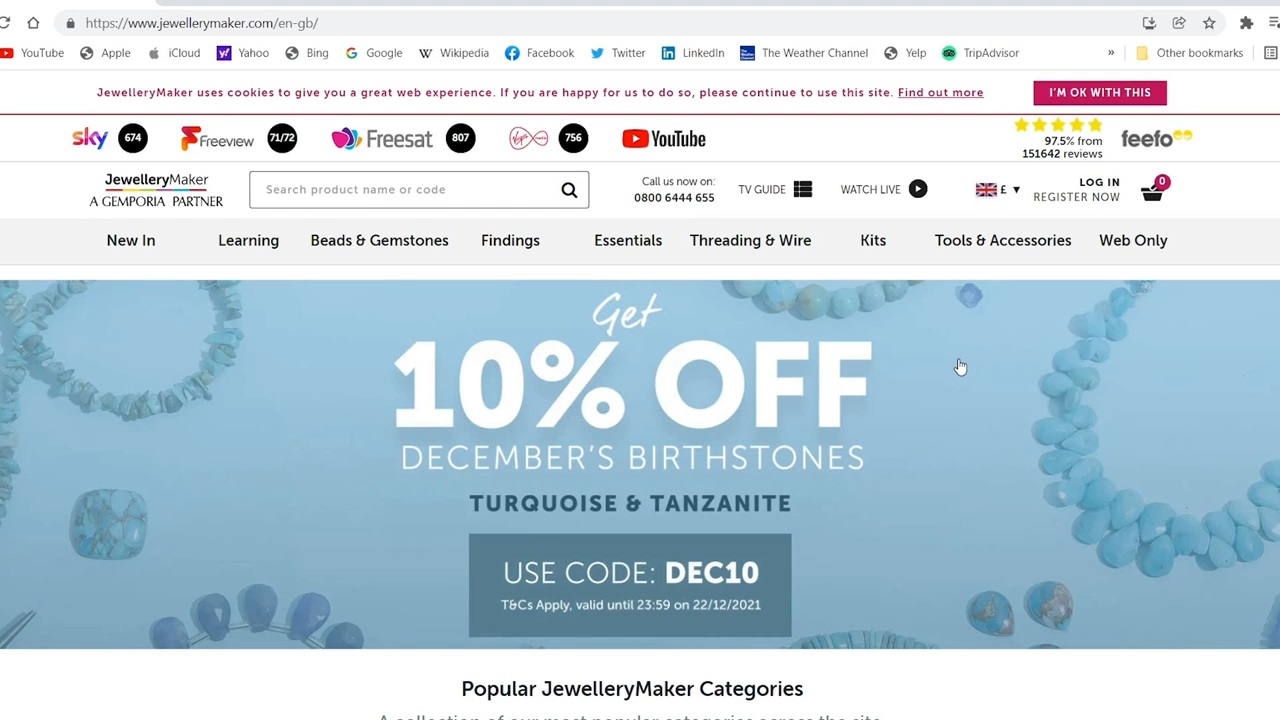 https://www.jewellerymaker.com/en-gb/
YouTube Apple iCloud Yahoo Bing Google Wikipedia Facebook Twitter LinkedIn The Weather Channel Yelp TripAdvisor » Other bookmarks
JewelleryMaker uses cookies to give you a great web experience. If you are happy for us to do so, please continue to use this site. Find out more
I'M OK WITH THIS
sky 674 Freeview 71/72 Freesat 807 Virgin media 756 YouTube
97.5% from
151642 reviews
feefo
JewelleryMaker
A GEMPORIA PARTNER
Search product name or code
Call us now on:
0800 6444 655
TV GUIDE
WATCH LIVE
£ ▼
LOG IN
REGISTER NOW
0
New In Learning Beads & Gemstones Findings Essentials Threading & Wire Kits Tools & Accessories Web Only
Get
10% OFF
DECEMBER'S BIRTHSTONES
TURQUOISE & TANZANITE
USE CODE: DEC10
T&Cs Apply, valid until 23:59 on 22/12/2021
Popular JewelleryMaker Categories
A collection of our most popular categories across the site